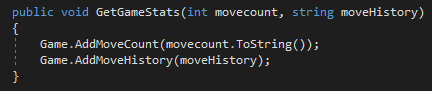 public void GetGameStats(int movecount, string moveHistory)
{
Game.AddMoveCount(movecount.ToString());
Game.AddMoveHistory(moveHistory);
}